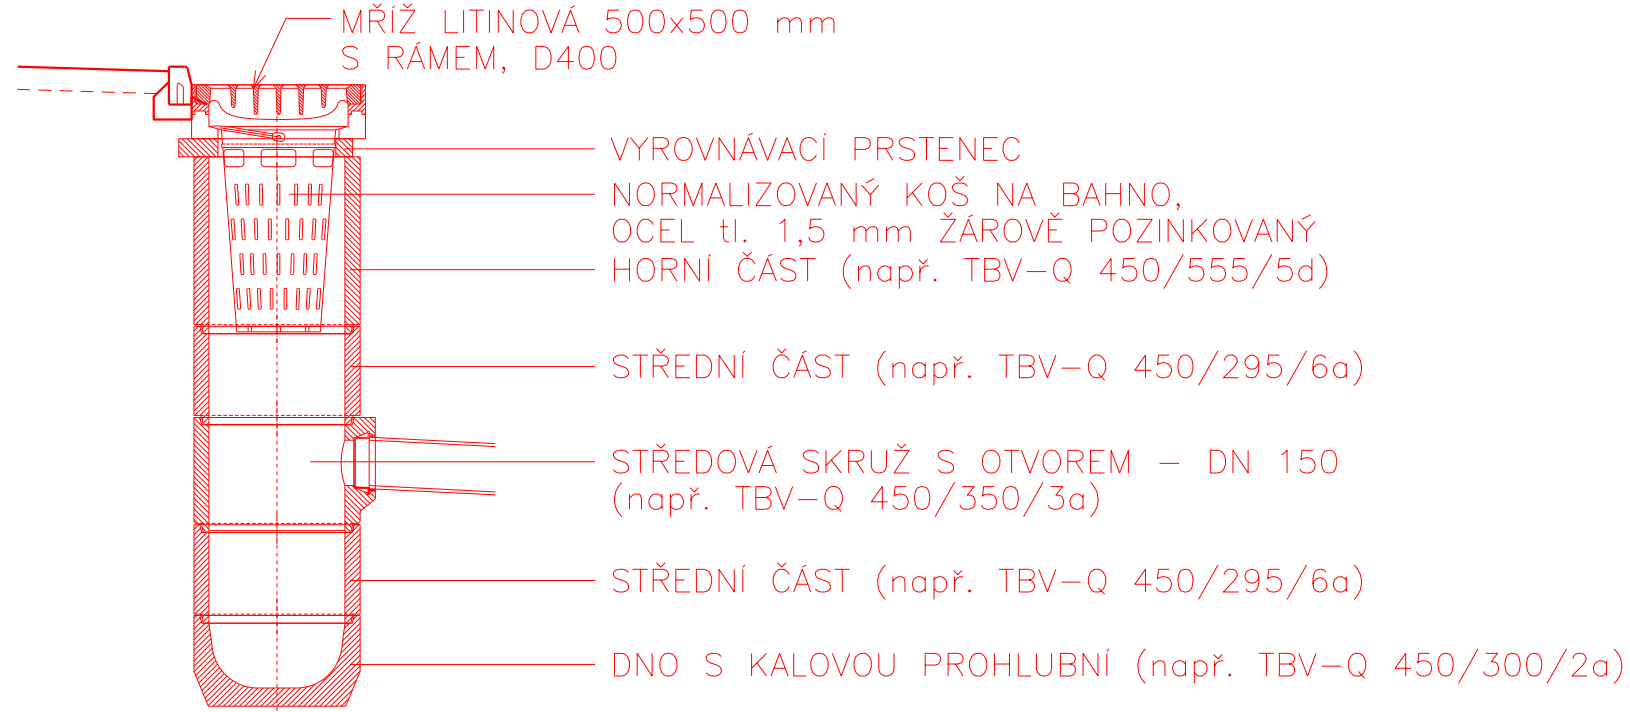 MŘÍŽ LITINOVÁ 500x500 mm
S RÁMEM, D400
VYROVNÁVACÍ PRSTENEC
NORMALIZOVANÝ KOŠ NA BAHNO,
OCEL tl. 1,5 mm ŽÁROVĚ POZINKOVANÝ
HORNÍ ČÁST (např. TBV-Q 450/555/5d)
STŘEDNÍ ČÁST (např. TBV-Q 450/295/6a)
STŘEDOVÁ SKRUŽ S OTVOREM - DN 150
(např. TBV-Q 450/350/3a)
STŘEDNÍ ČÁST (např. TBV-Q 450/295/6a)
DNO S KALOVOU PROHLUBNÍ (např. TBV-Q 450/300/2a)